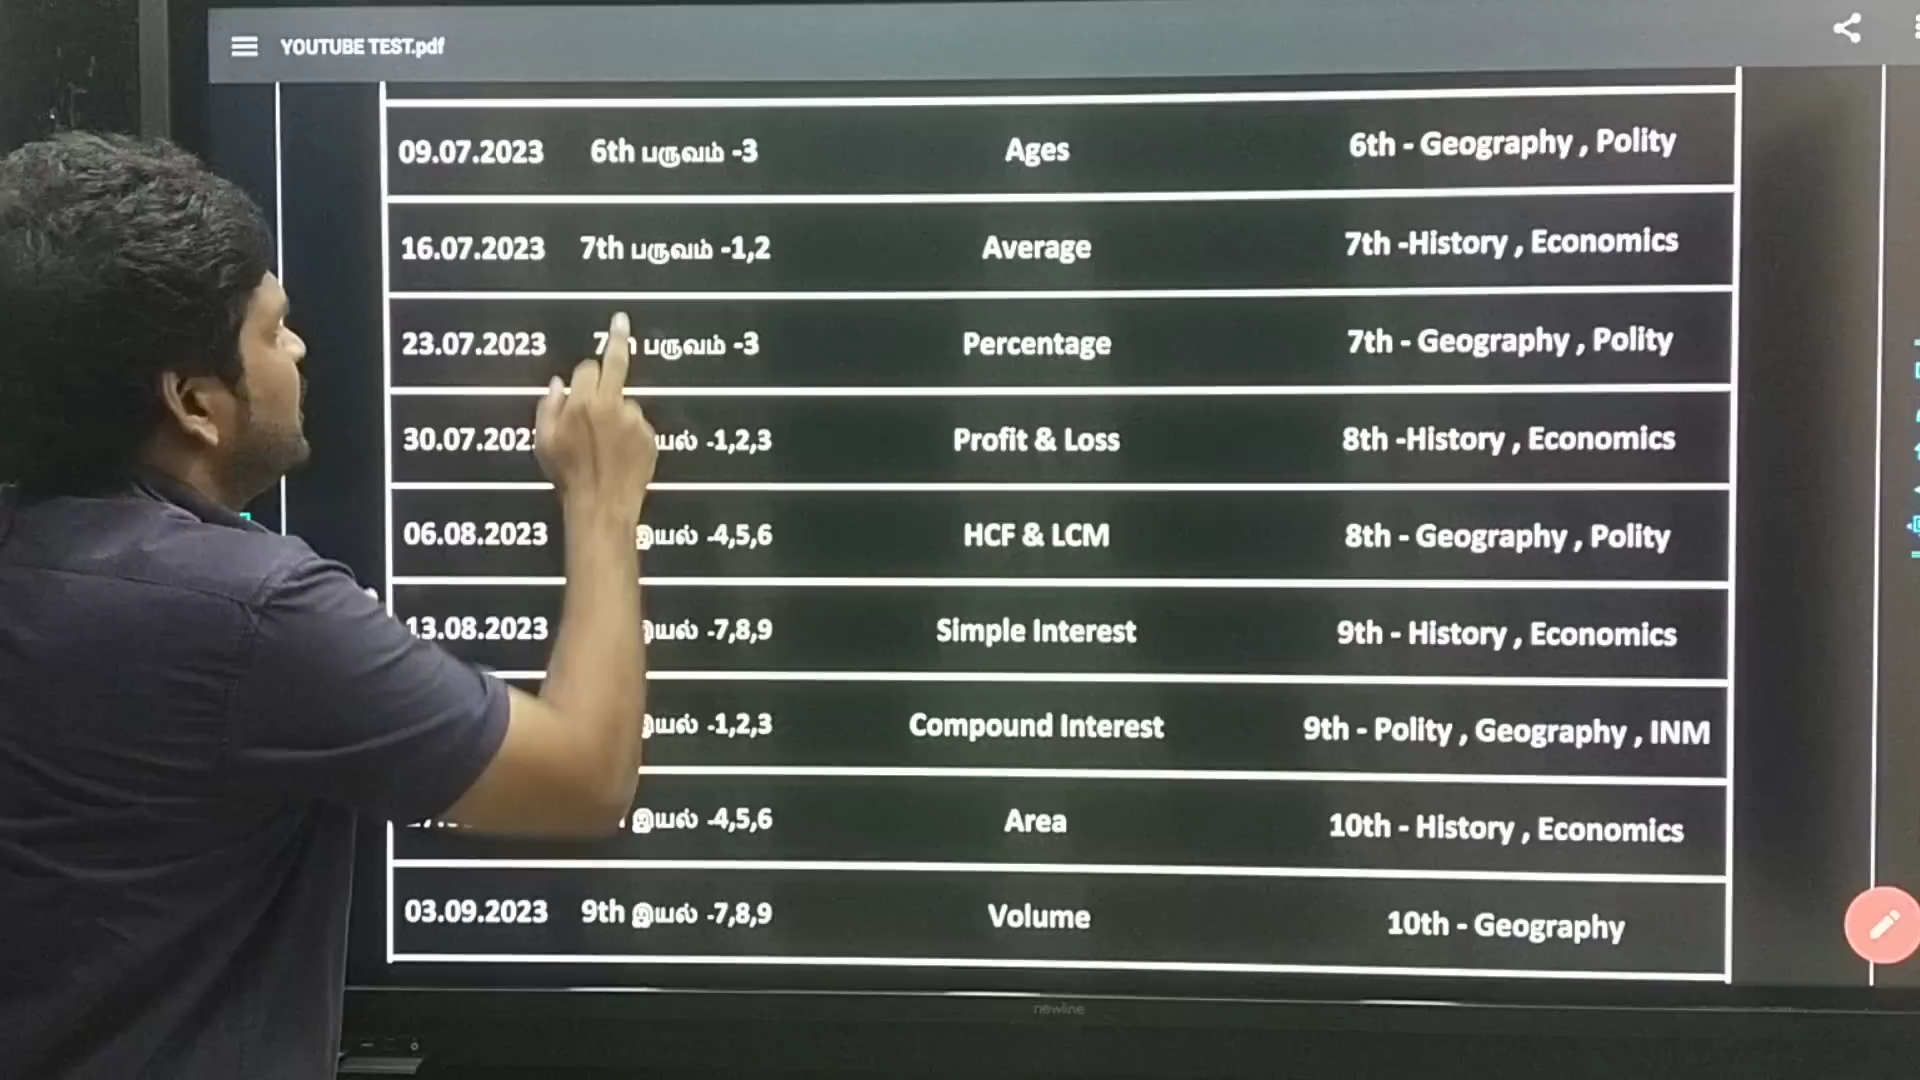 YOUTUBE TEST.pdf
09.07.2023 6th பருவம் -3 Ages 6th - Geography , Polity
16.07.2023 7th பருவம் -1,2 Average 7th -History , Economics
23.07.2023 பருவம் -3 Percentage 7th - Geography , Polity
30.07.2023 -1,2,3 Profit & Loss 8th -History , Economics
06.08.2023 இயல் -4,5,6 HCF & LCM 8th - Geography , Polity
13.08.2023 இயல் -7,8,9 Simple Interest 9th - History , Economics
இயல் -1,2,3 Compound Interest 9th - Polity , Geography , INM
இயல் -4,5,6 Area 10th - History , Economics
03.09.2023 9th இயல் -7,8,9 Volume 10th - Geography
newline